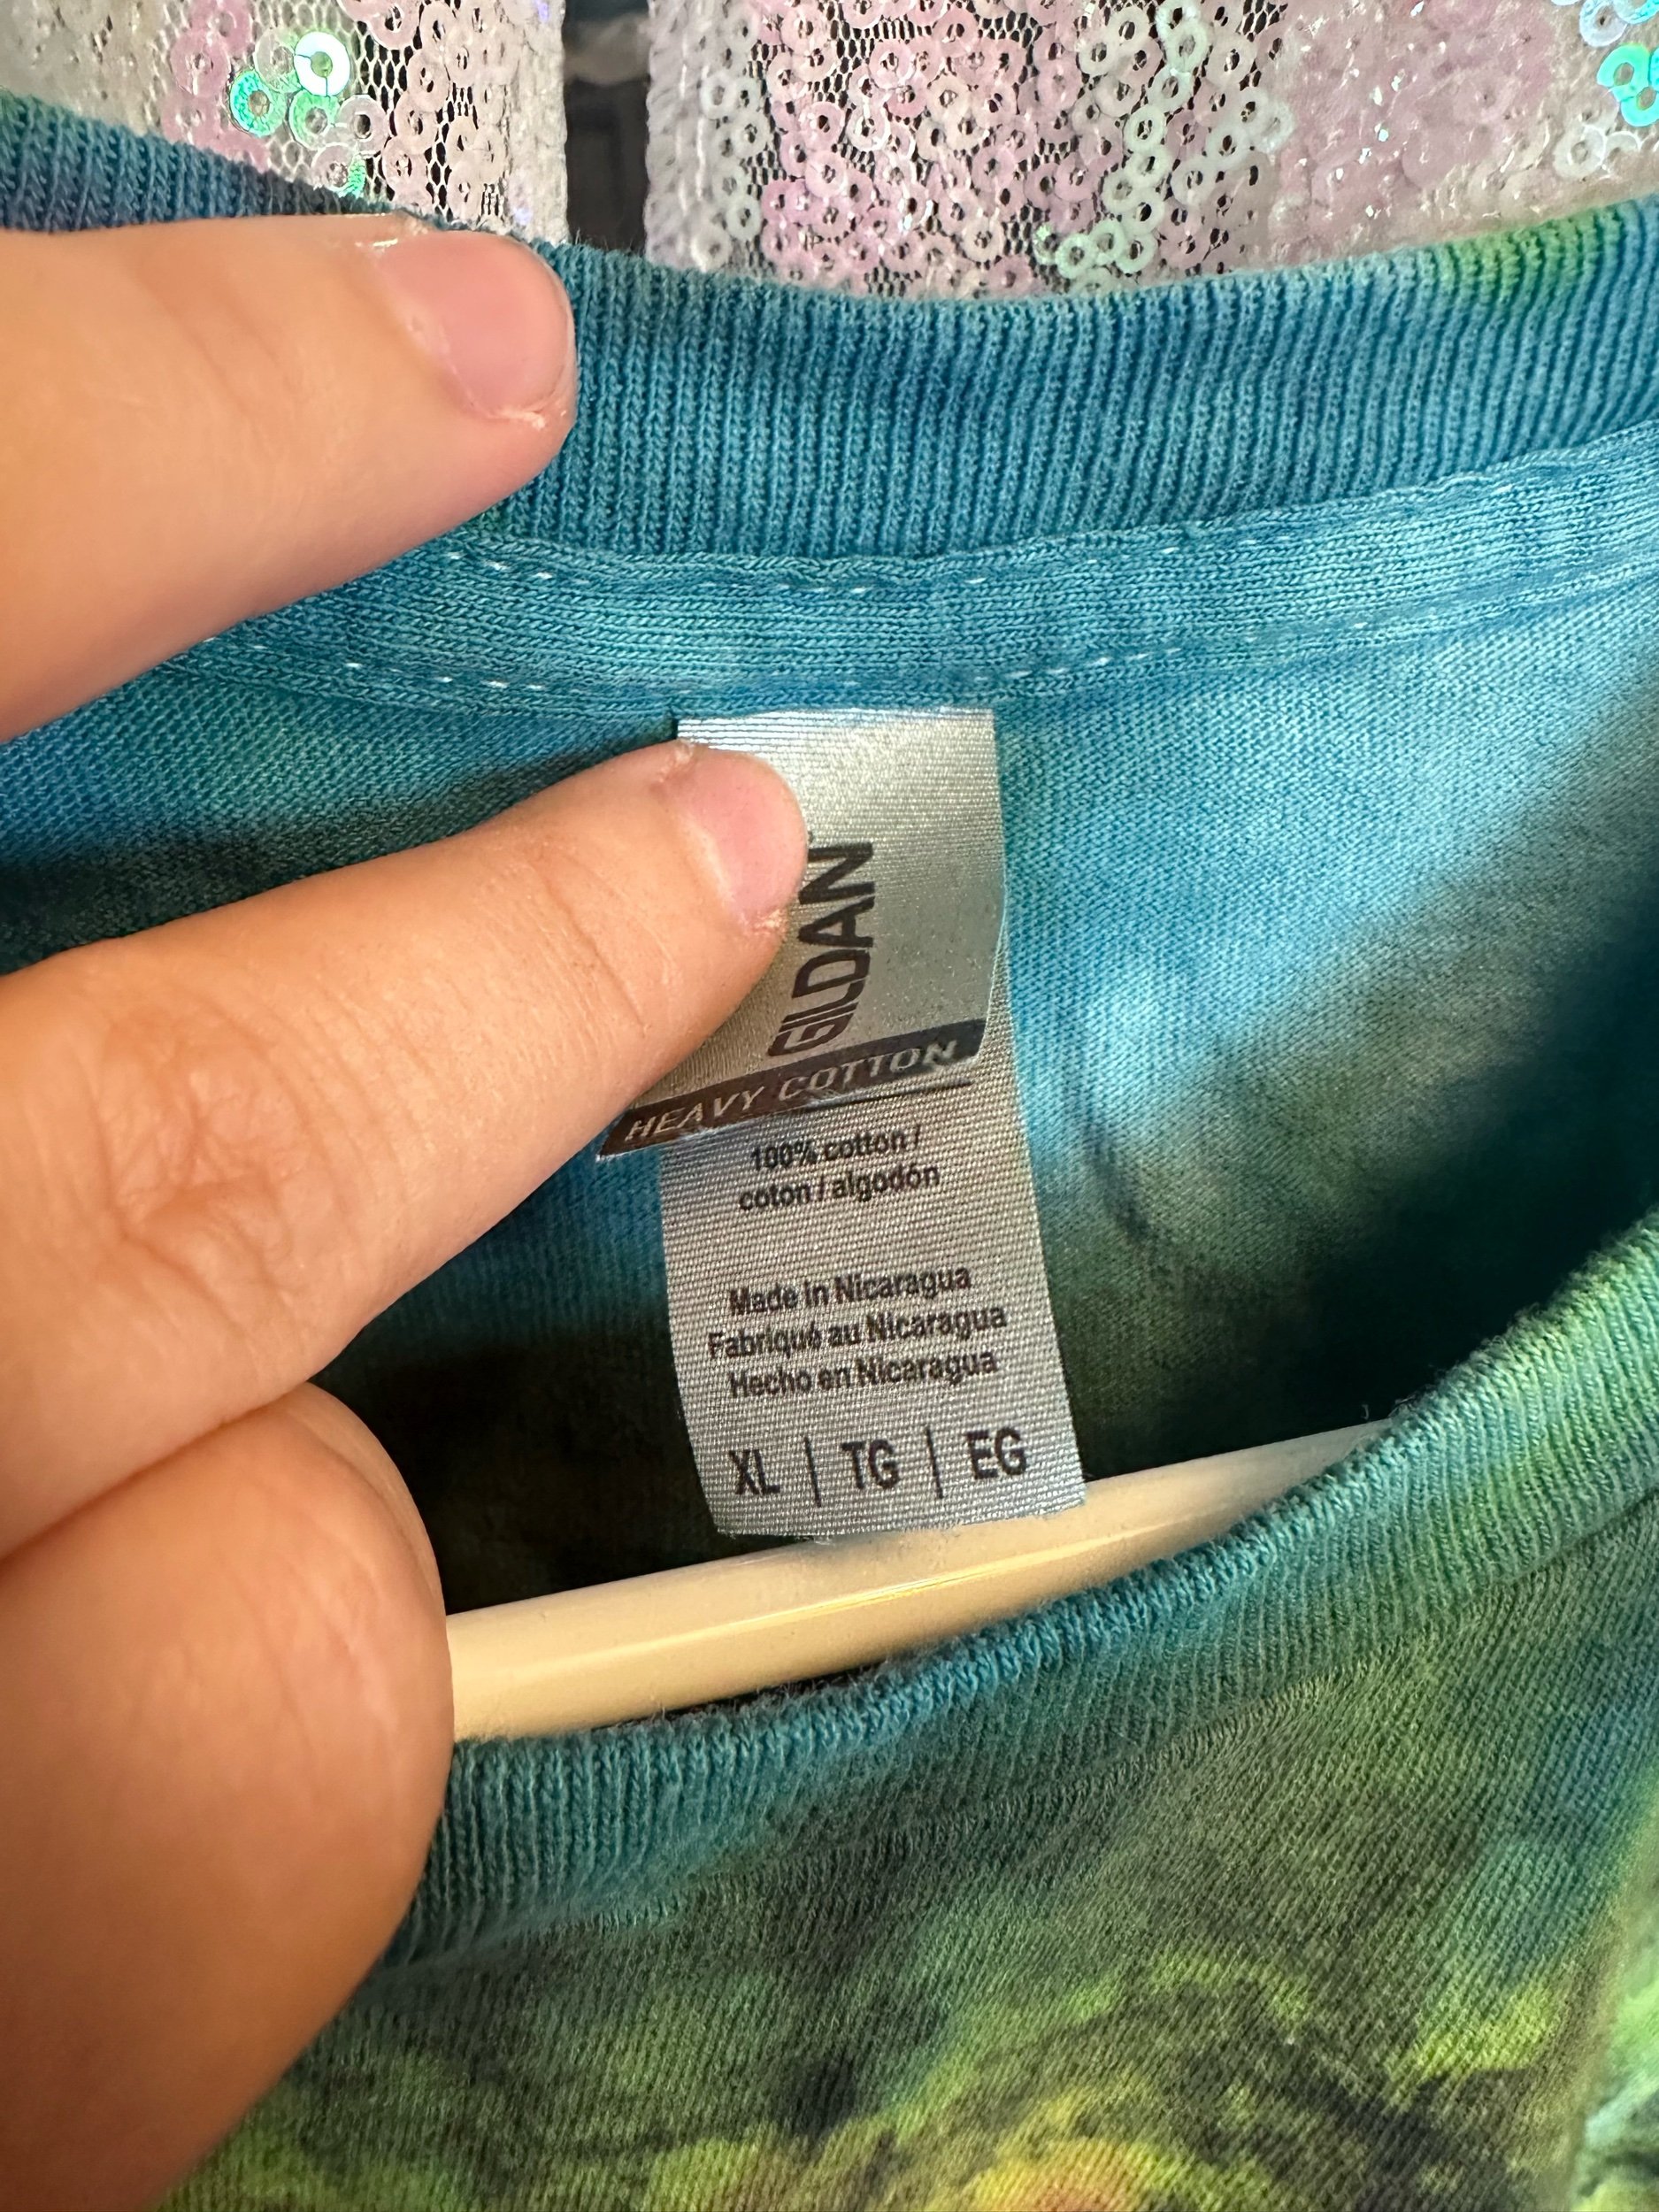 GILDAN
HEAVY COTTON
100% cotton /
coton / algodón
Made in Nicaragua
Fabriqué au Nicaragua
Hecho en Nicaragua
XL | TG | EG